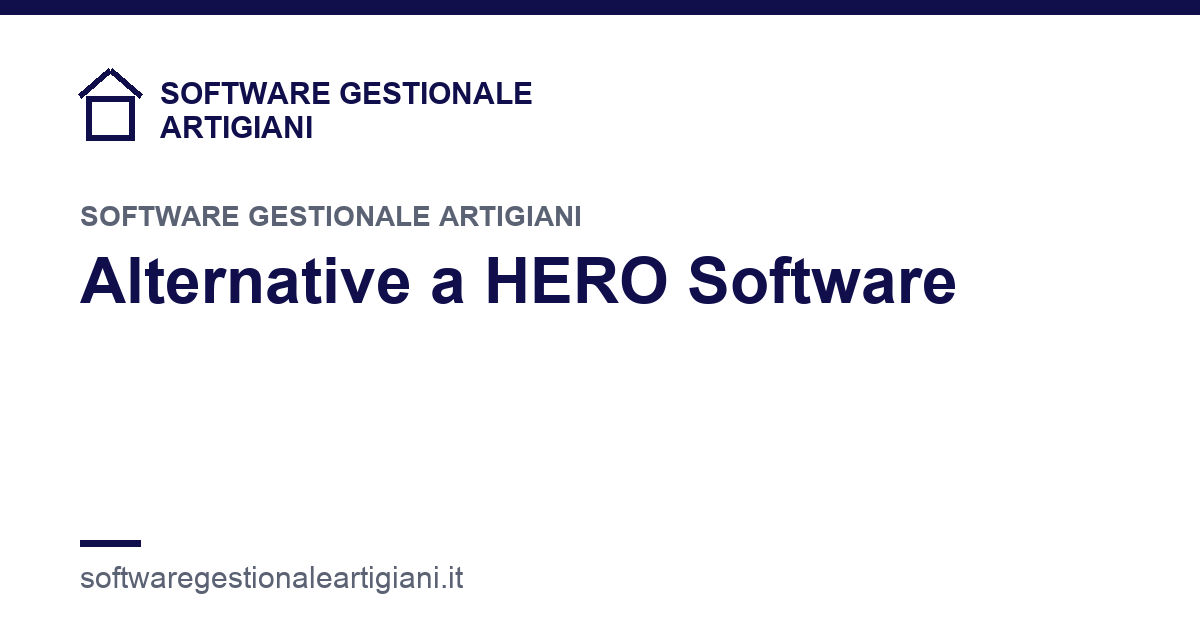 SOFTWARE GESTIONALE
ARTIGIANI
SOFTWARE GESTIONALE ARTIGIANI
Alternative a HERO Software
softwaregestionaleartigiani.it